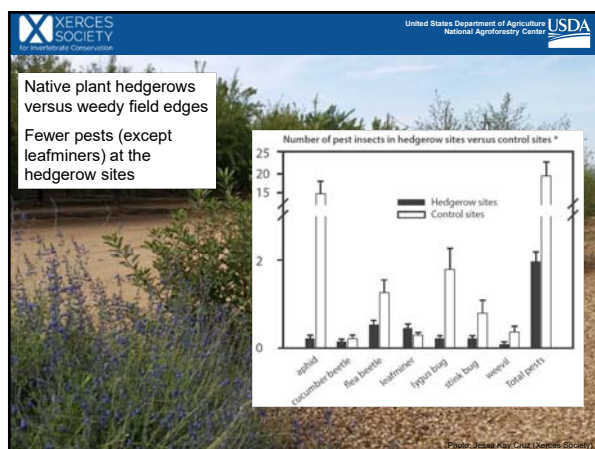 XERCES
SOCIETY
for Invertebrate Conservation
United States Department of Agriculture
National Agroforestry Center
USDA
Native plant hedgerows
versus weedy field edges
Fewer pests (except
leafminers) at the
hedgerow sites
Number of pest insects in hedgerow sites versus control sites *
25
20
15
2
0
Hedgerow sites
Control sites
aphid
cucumber beetle
flea beetle
leafminer
lygus bug
stink bug
weevil
Total pests
Photo: Jessa Kay Cruz (Xerces Society)